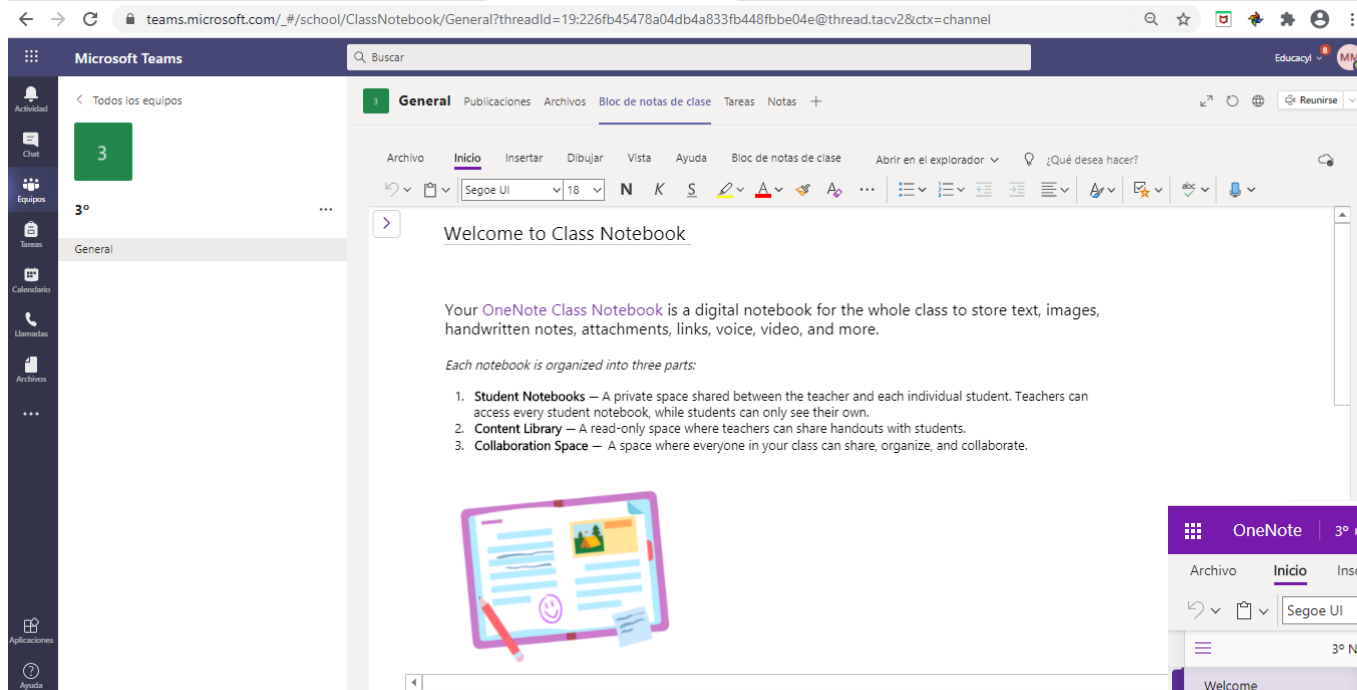 teams.microsoft.com/_#/school/ClassNotebook/General?threadId=19:226fb45478a04db4a833fb448fbbe04e@thread.tacv2&ctx=channel
Microsoft Teams
Buscar
Educacyl
8
MM
Actividad
Chat
Equipos
Tareas
Calendario
Llamadas
Archivos
Aplicaciones
Ayuda
Todos los equipos
3
3º
General
3 General Publicaciones Archivos Bloc de notas de clase Tareas Notas
Reunirse
Archivo Inicio Insertar Dibujar Vista Ayuda Bloc de notas de clase Abrir en el explorador ¿Qué desea hacer?
Segoe UI 18 N K S A A abc
Welcome to Class Notebook
Your OneNote Class Notebook is a digital notebook for the whole class to store text, images,
handwritten notes, attachments, links, voice, video, and more.
Each notebook is organized into three parts:
1. Student Notebooks — A private space shared between the teacher and each individual student. Teachers can
access every student notebook, while students can only see their own.
2. Content Library — A read-only space where teachers can share handouts with students.
3. Collaboration Space — A space where everyone in your class can share, organize, and collaborate.
OneNote 3º
Archivo Inicio Inse
Segoe UI
3º N
Welcome